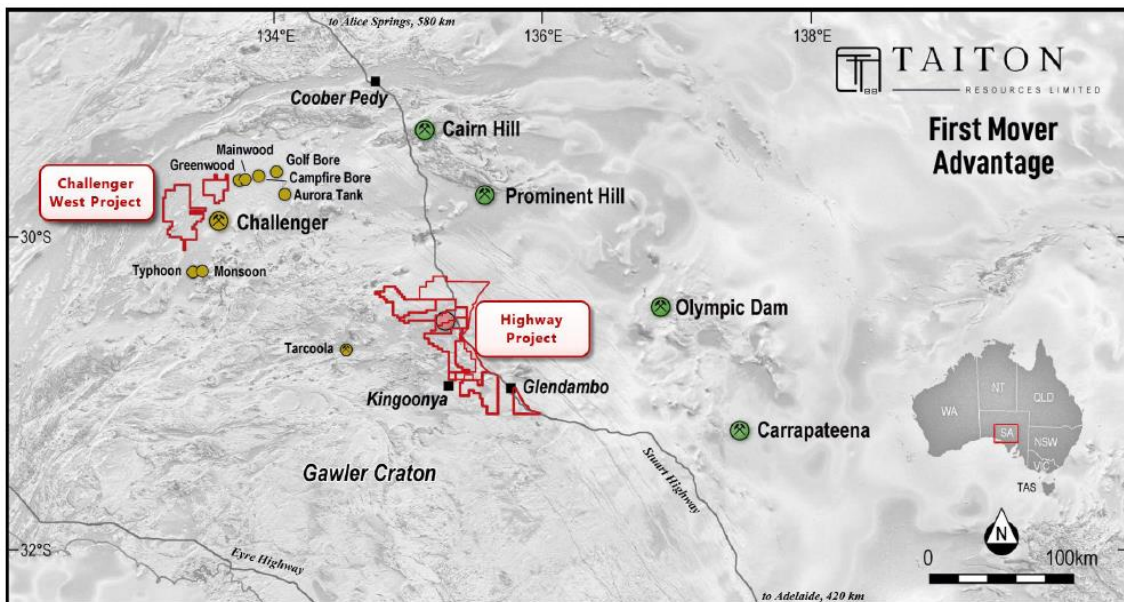 to Alice Springs, 580 km
134°E
136°E
138°E
TAITON
RESOURCES LIMITED
First Mover
Advantage
Coober Pedy
Cairn Hill
Mainwood
Greenwood
Golf Bore
Campfire Bore
Aurora Tank
Challenger
West Project
Prominent Hill
Challenger
30°S
Typhoon
Monsoon
Olympic Dam
Highway
Project
Tarcoola
Kingoonya
Glendambo
Carrapateena
Gawler Craton
Stuart Highway
WA
NT
QLD
SA
NSW
VIC
TAS
N
32°S
Eyre Highway
0
100km
to Adelaide, 420 km